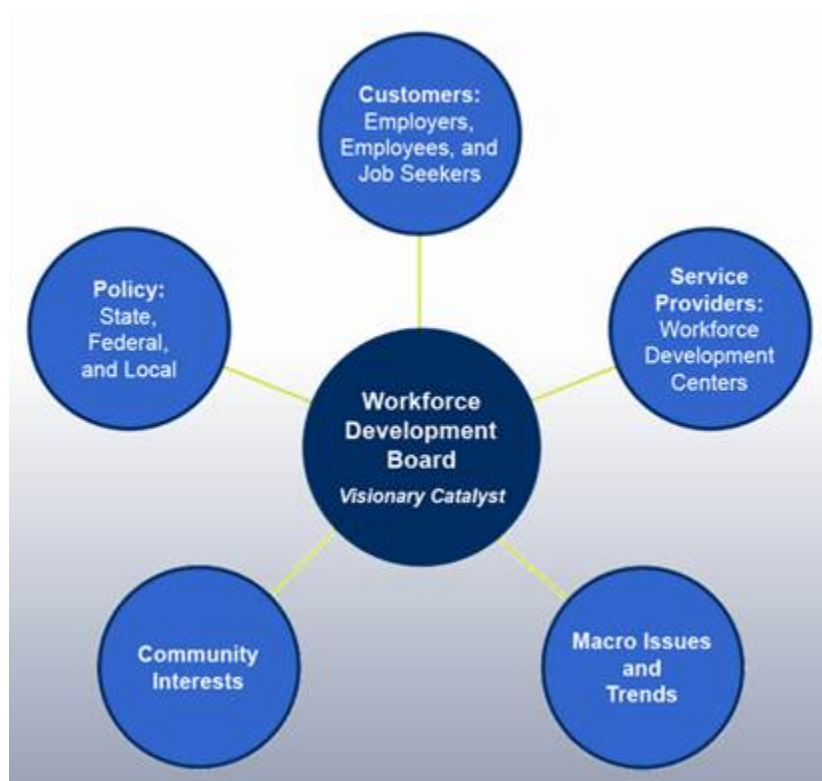 Customers:
Employers,
Employees, and
Job Seekers
Policy:
State,
Federal,
and Local
Service
Providers:
Workforce
Development
Centers
Workforce
Development
Board
Visionary Catalyst
Community
Interests
Macro Issues
and
Trends